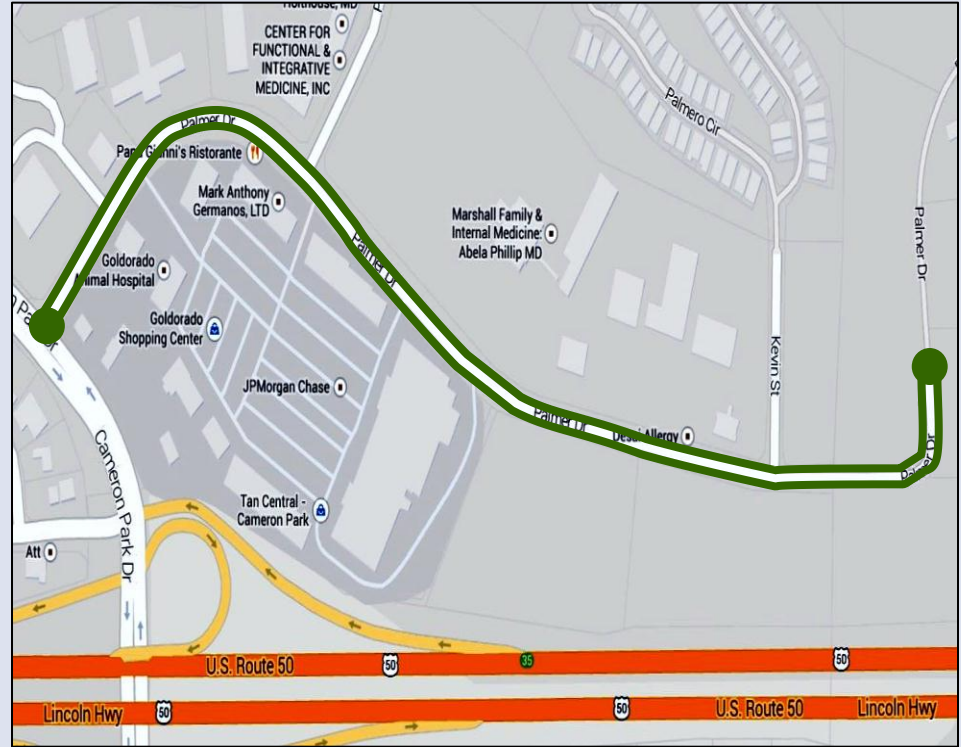 CENTER FOR
FUNCTIONAL &
INTEGRATIVE
MEDICINE, INC
Palmer Dr
Gianni's Ristorante
Mark Anthony
Germanos, LTD
Palmero Cir
Marshall Family &
Internal Medicine:
Abela Phillip MD
Palmer Dr
Palmer Dr
Goldorado
Animal Hospital
Goldorado
Shopping Center
JPMorgan Chase
Kevin St
Palmer Dr
Desai Allergy
Palmer Dr
Cameron Park Dr
Tan Central -
Cameron Park
Att
35
U.S. Route 50
50
50
Lincoln Hwy
50
50
U.S. Route 50
Lincoln Hwy